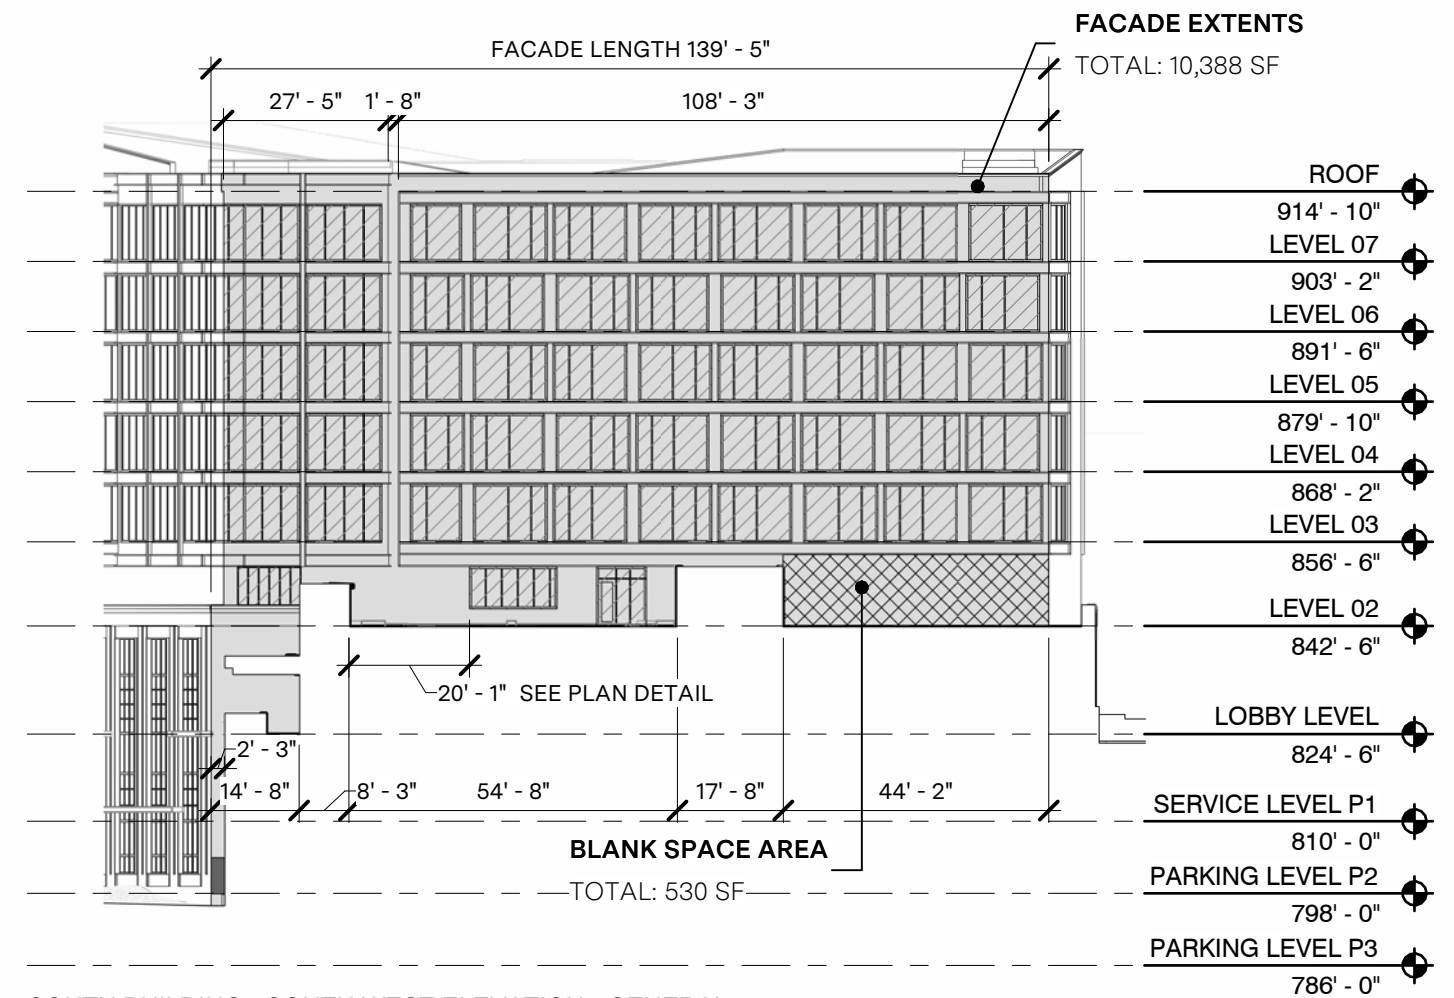 FACADE EXTENTS
TOTAL: 10,388 SF
FACADE LENGTH 139' - 5"
27' - 5" 1' - 8" 108' - 3"
ROOF
914' - 10"
LEVEL 07
903' - 2"
LEVEL 06
891' - 6"
LEVEL 05
879' - 10"
LEVEL 04
868' - 2"
LEVEL 03
856' - 6"
LEVEL 02
842' - 6"
20' - 1" SEE PLAN DETAIL
LOBBY LEVEL
824' - 6"
2' - 3"
14' - 8" 8' - 3" 54' - 8" 17' - 8" 44' - 2"
SERVICE LEVEL P1
810' - 0"
BLANK SPACE AREA
TOTAL: 530 SF
PARKING LEVEL P2
798' - 0"
PARKING LEVEL P3
786' - 0"